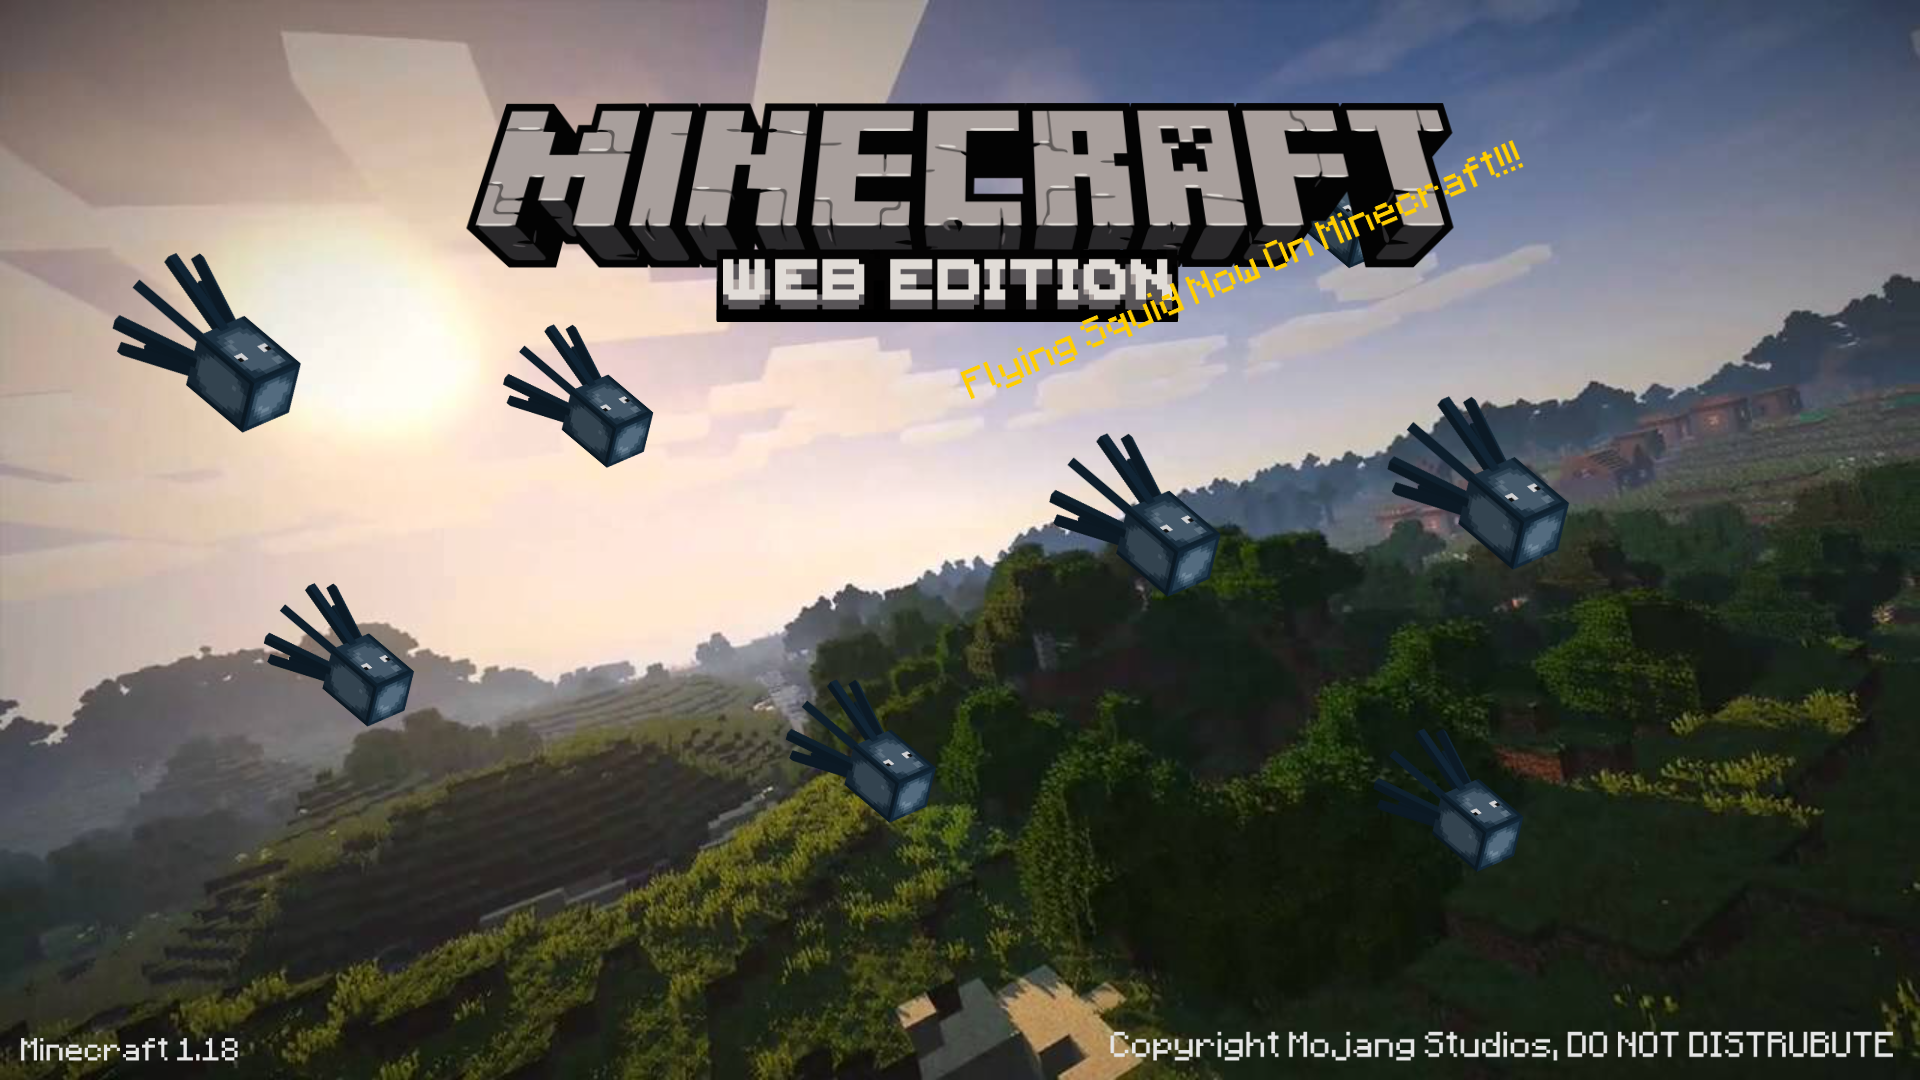 MINECRAFT
WEB EDITION
Flying Squid Now On Minecraft!!!
Minecraft 1.18
Copyright Mojang Studios, DO NOT DISTRUBUTE